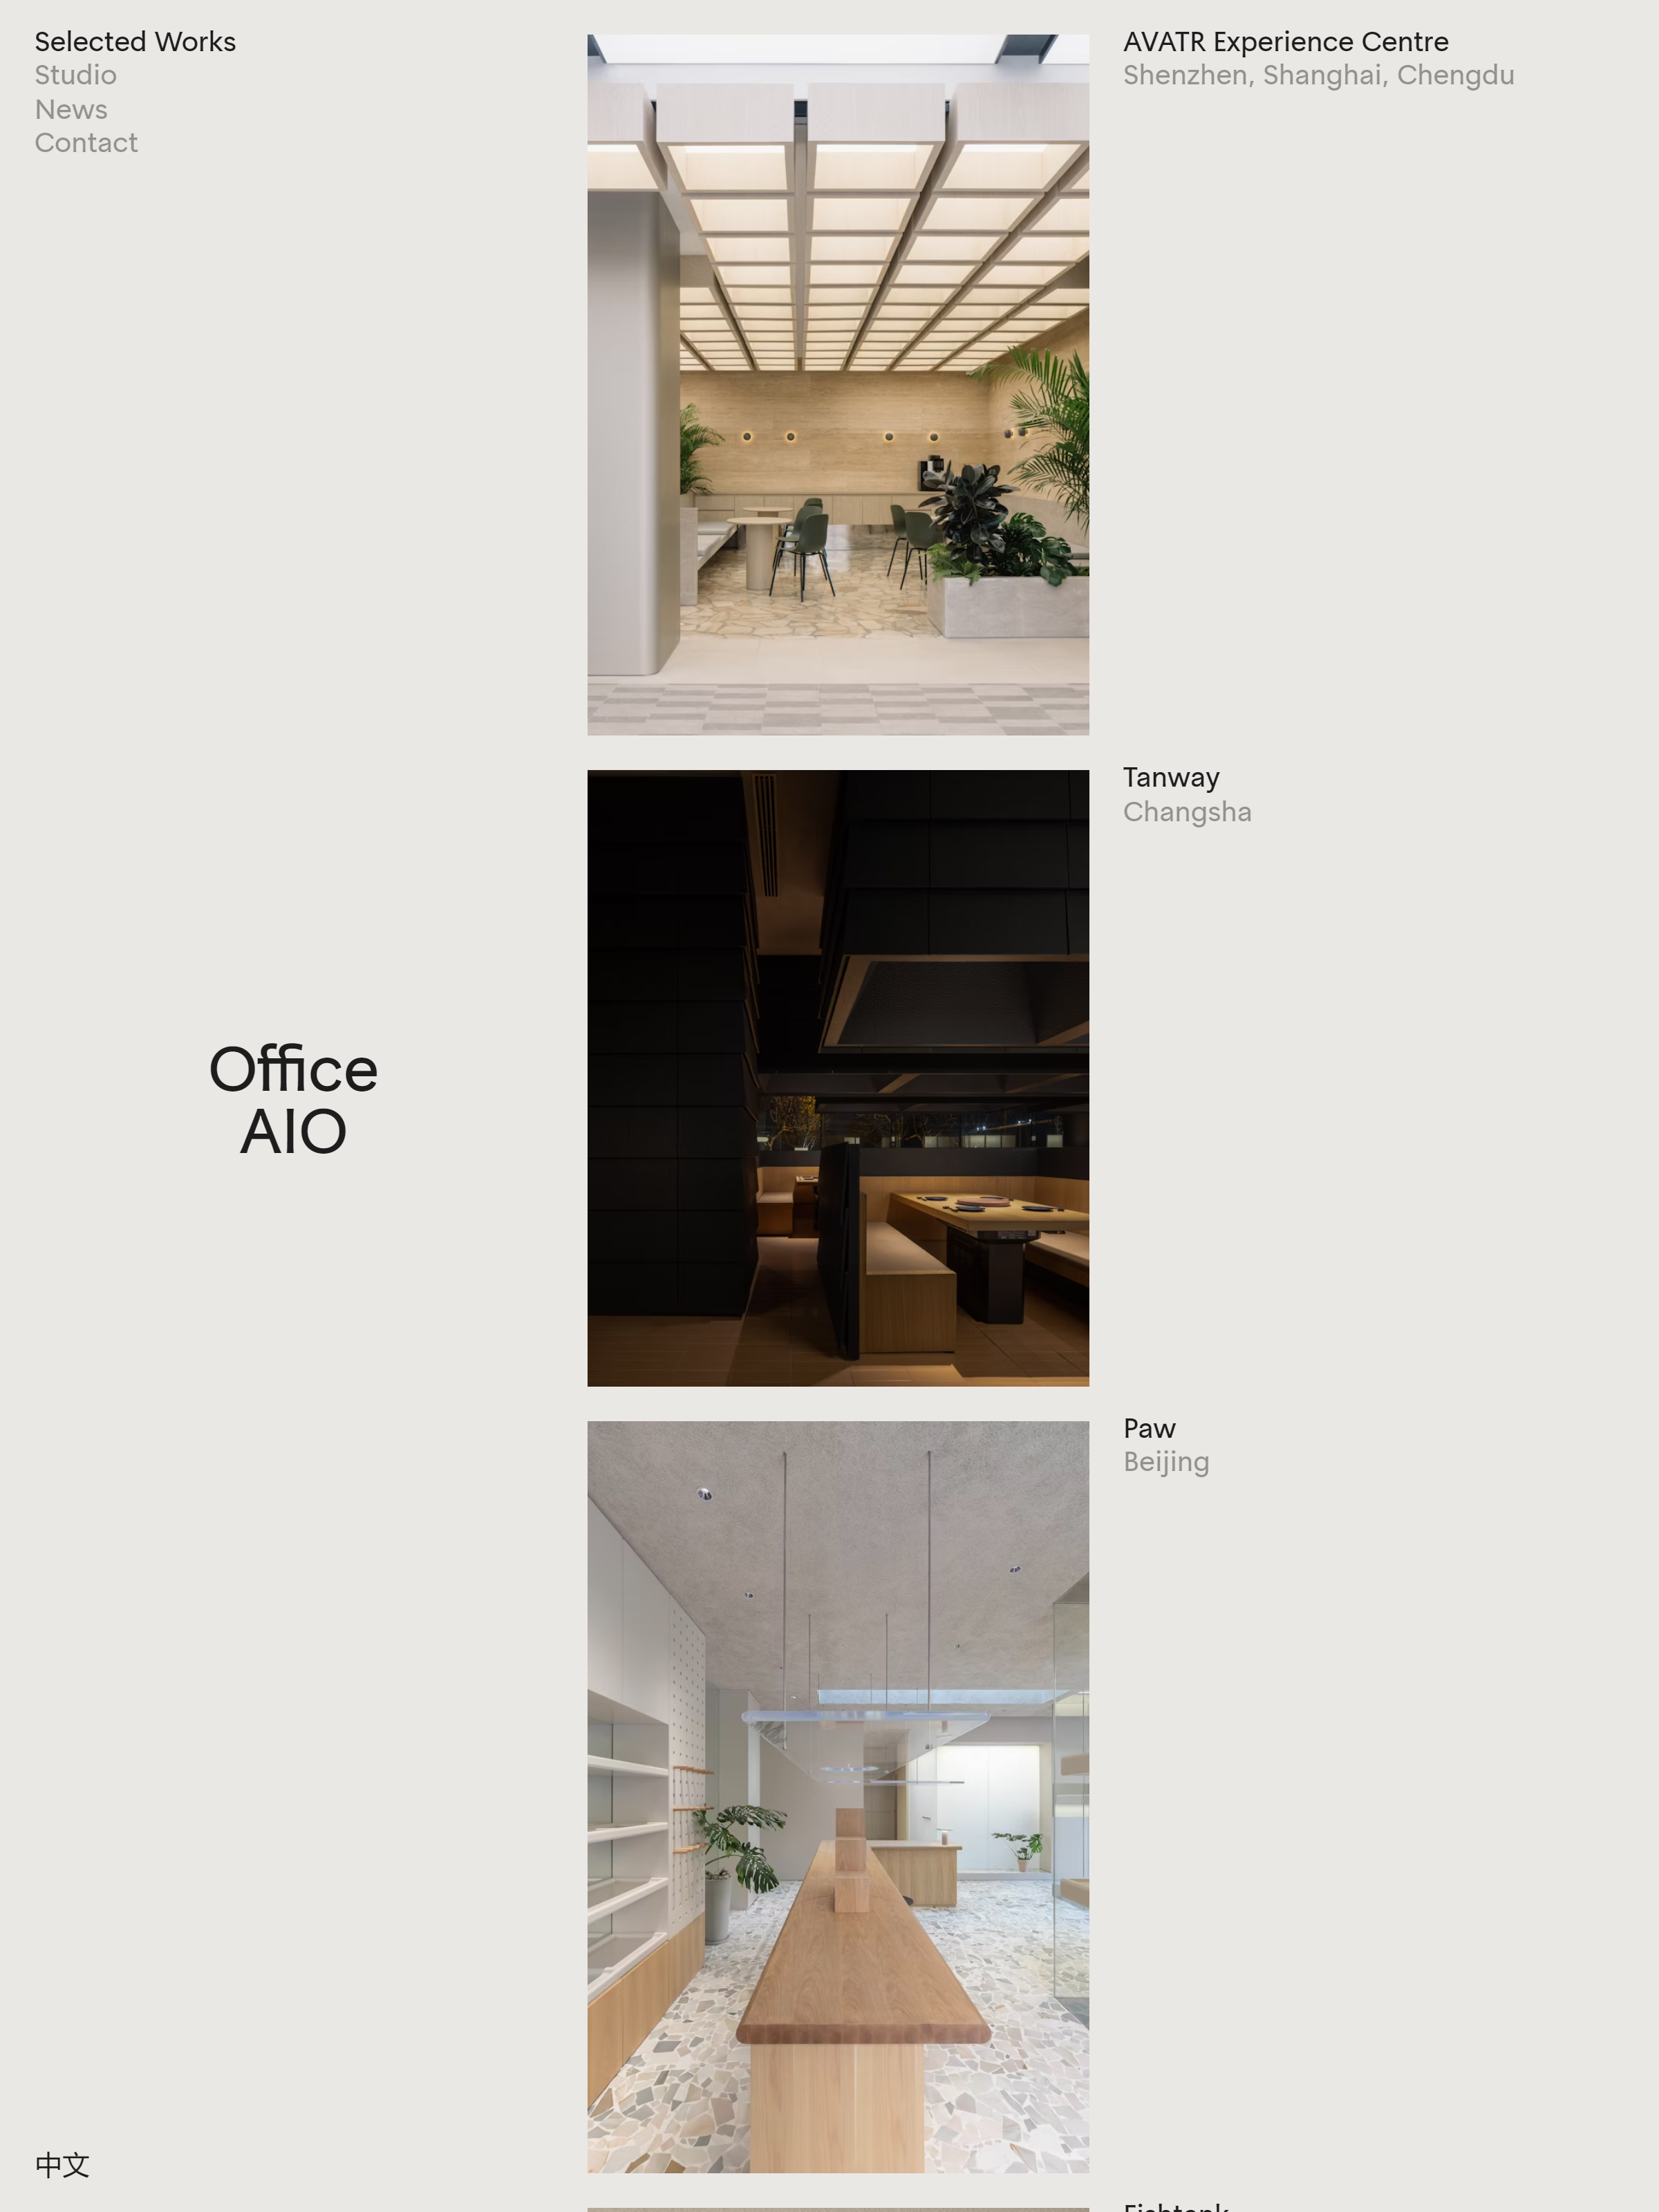 Selected Works
Studio
News
Contact
AVATR Experience Centre
Shenzhen, Shanghai, Chengdu
Tanway
Changsha
Office
AIO
Paw
Beijing
中文